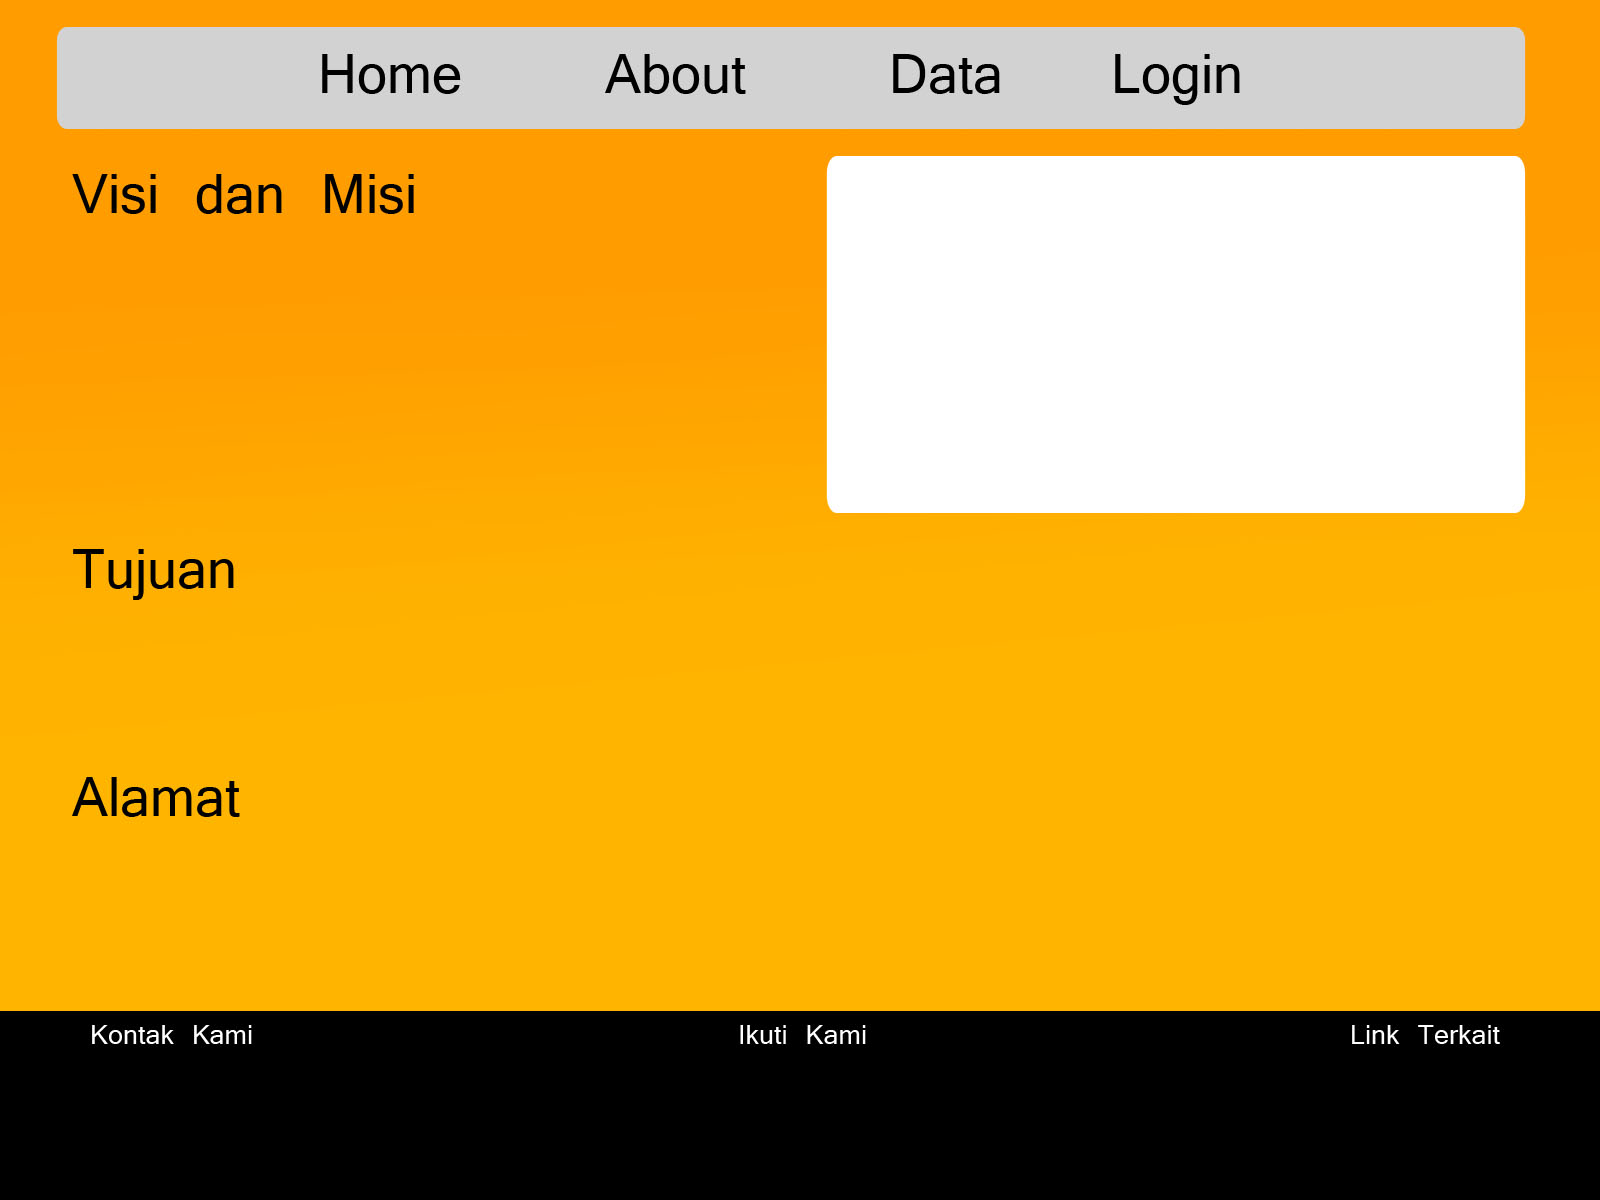 Home About Data Login
Visi dan Misi
Tujuan
Alamat
Kontak Kami Ikuti Kami Link Terkait